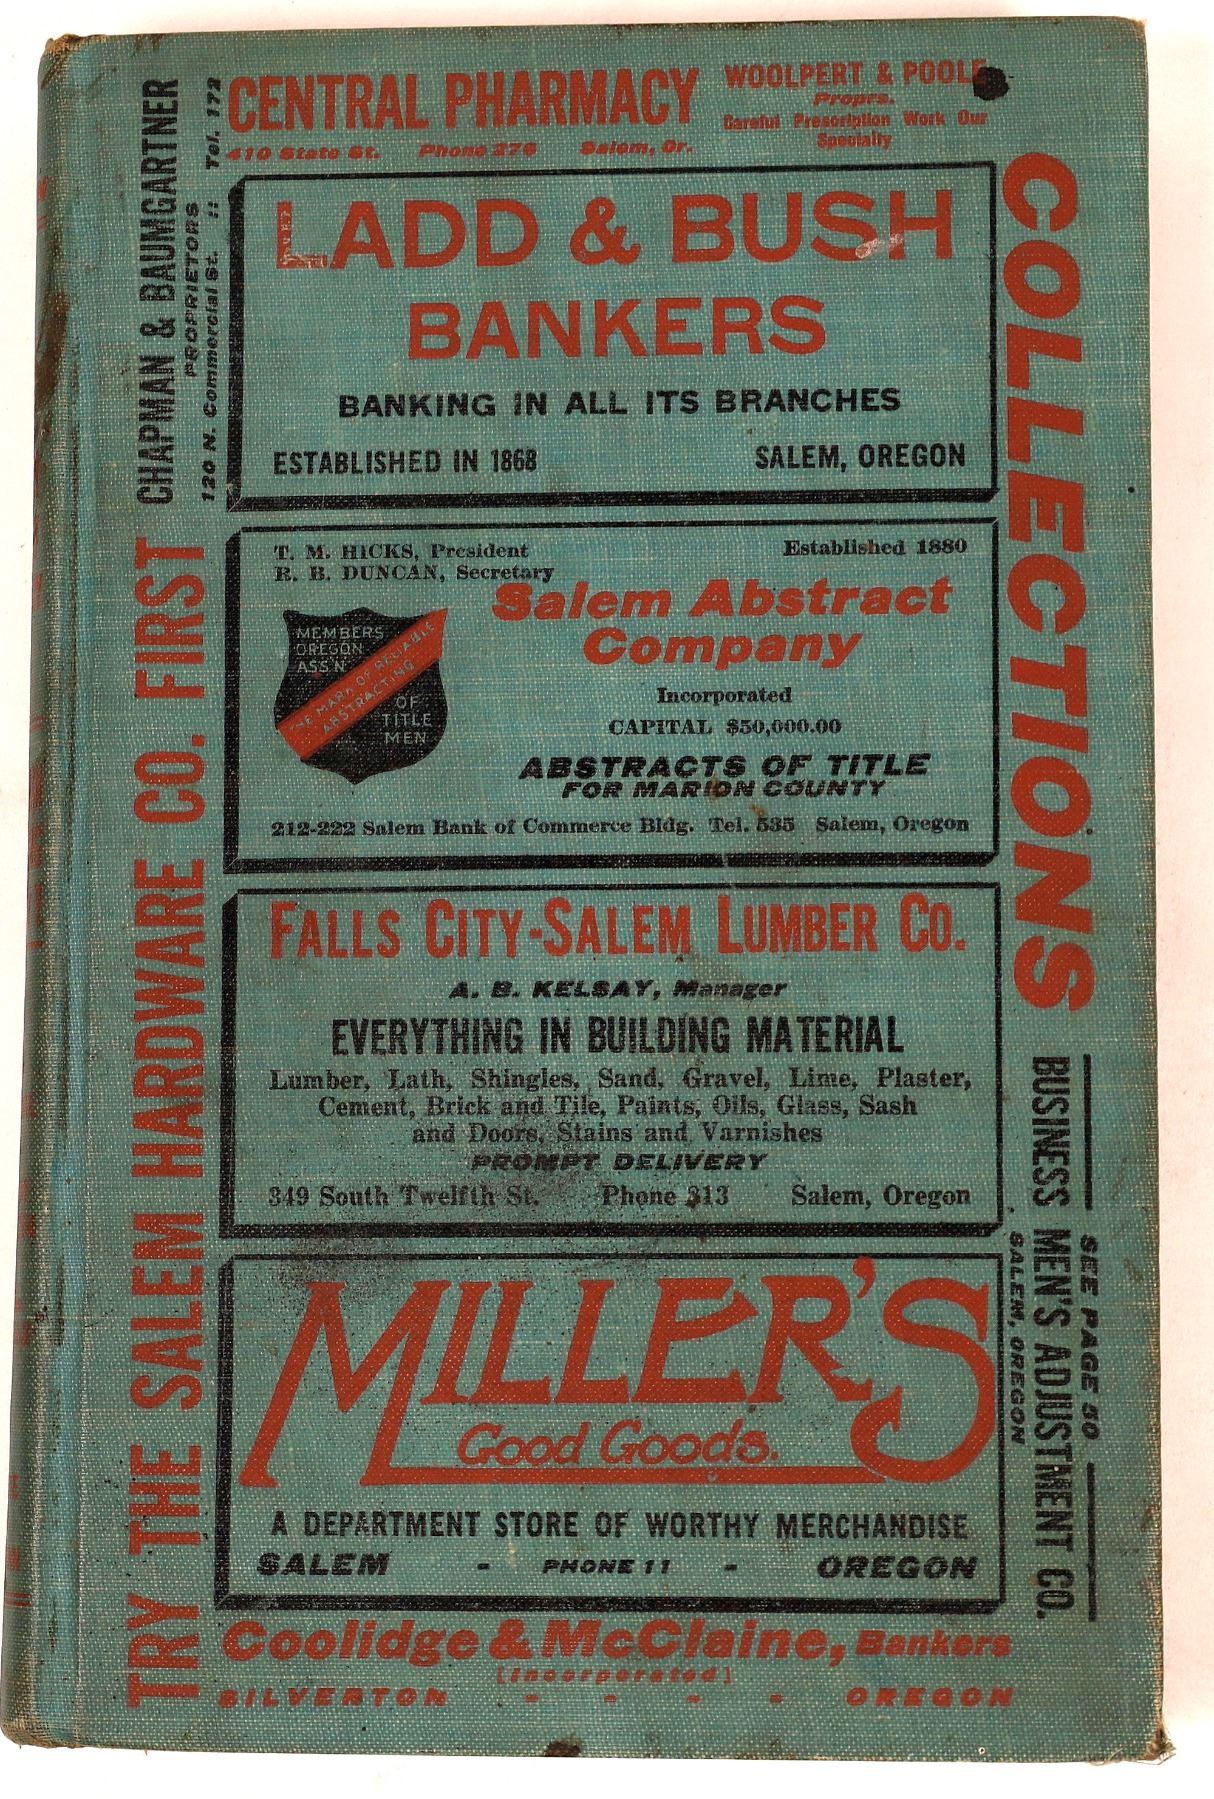 CENTRAL PHARMACY
410 State St. Phone 276 Salem, Or.
WOOLPERT & POOLE
Proprs.
Careful Prescription Work Our
Specialty
TRY THE SALEM HARDWARE CO. FIRST
CHAPMAN & BAUMGARTNER
PROPRIETORS
120 N. Commercial St. :: Tel. 172
LADD & BUSH
BANKERS
BANKING IN ALL ITS BRANCHES
ESTABLISHED IN 1868 SALEM, OREGON
T. M. HICKS, President Established 1880
R. B. DUNCAN, Secretary
Salem Abstract
Company
MEMBERS
OREGON
ASS'N
THE MARK OF RELIABLE
ABSTRACTING
OF
TITLE
MEN
Incorporated
CAPITAL $50,000.00
ABSTRACTS OF TITLE
FOR MARION COUNTY
212-222 Salem Bank of Commerce Bldg. Tel. 535 Salem, Oregon
FALLS CITY-SALEM LUMBER CO.
A. B. KELSAY, Manager
EVERYTHING IN BUILDING MATERIAL
Lumber, Lath, Shingles, Sand, Gravel, Lime, Plaster,
Cement, Brick and Tile, Paints, Oils, Glass, Sash
and Doors, Stains and Varnishes
PROMPT DELIVERY
349 South Twelfth St. Phone 313 Salem, Oregon
MILLER'S
Good Goods.
A DEPARTMENT STORE OF WORTHY MERCHANDISE
SALEM - PHONE 11 - OREGON
Coolidge & McClaine, Bankers
[Incorporated]
SILVERTON - - - - OREGON
COLLECTIONS
SEE PAGE 50
BUSINESS MEN'S ADJUSTMENT CO.
SALEM, OREGON